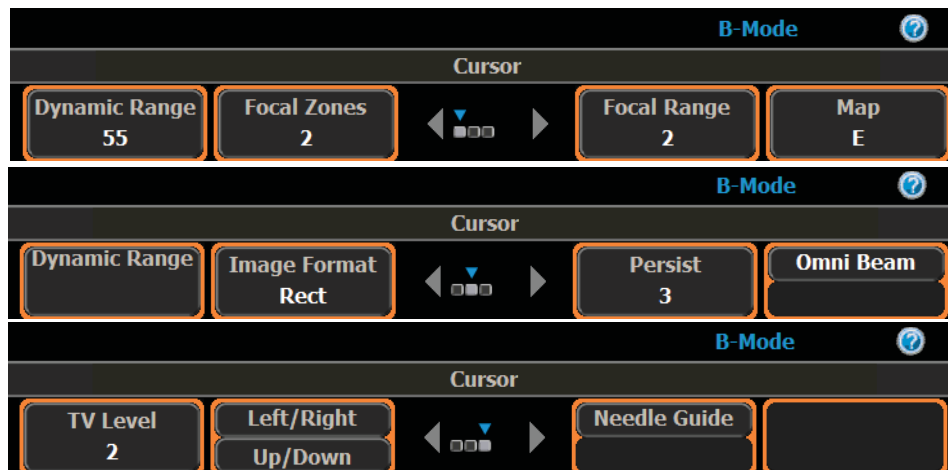 B-Mode ?
Cursor
Dynamic Range Focal Zones Focal Range Map
55 2 2 E
B-Mode ?
Cursor
Dynamic Range Image Format Persist Omni Beam
Rect 3
B-Mode ?
Cursor
TV Level Left/Right Needle Guide
2 Up/Down